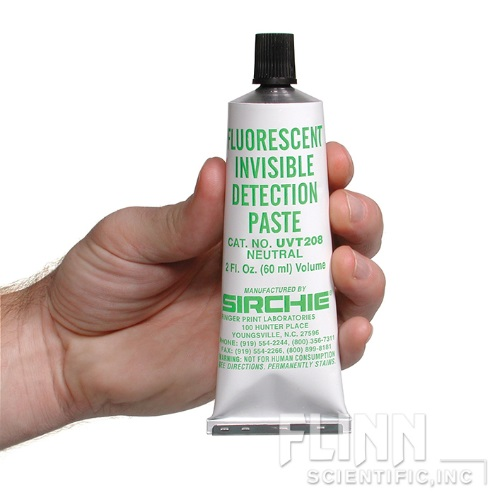 FLUORESCENT
INVISIBLE
DETECTION
PASTE
CAT. NO. UVT208
NEUTRAL
2 Fl. Oz. (60 ml) Volume
MANUFACTURED BY
SIRCHIE
FINGER PRINT LABORATORIES
100 HUNTER PLACE
YOUNGSVILLE, N.C. 27596
PHONE: (919) 554-2244, (800) 356-7311
FAX: (919) 554-2266, (800) 899-8181
WARNING: NOT FOR HUMAN CONSUMPTION
DIRECTIONS. PERMANENTLY STAINS
FLINN
SCIENTIFIC, INC